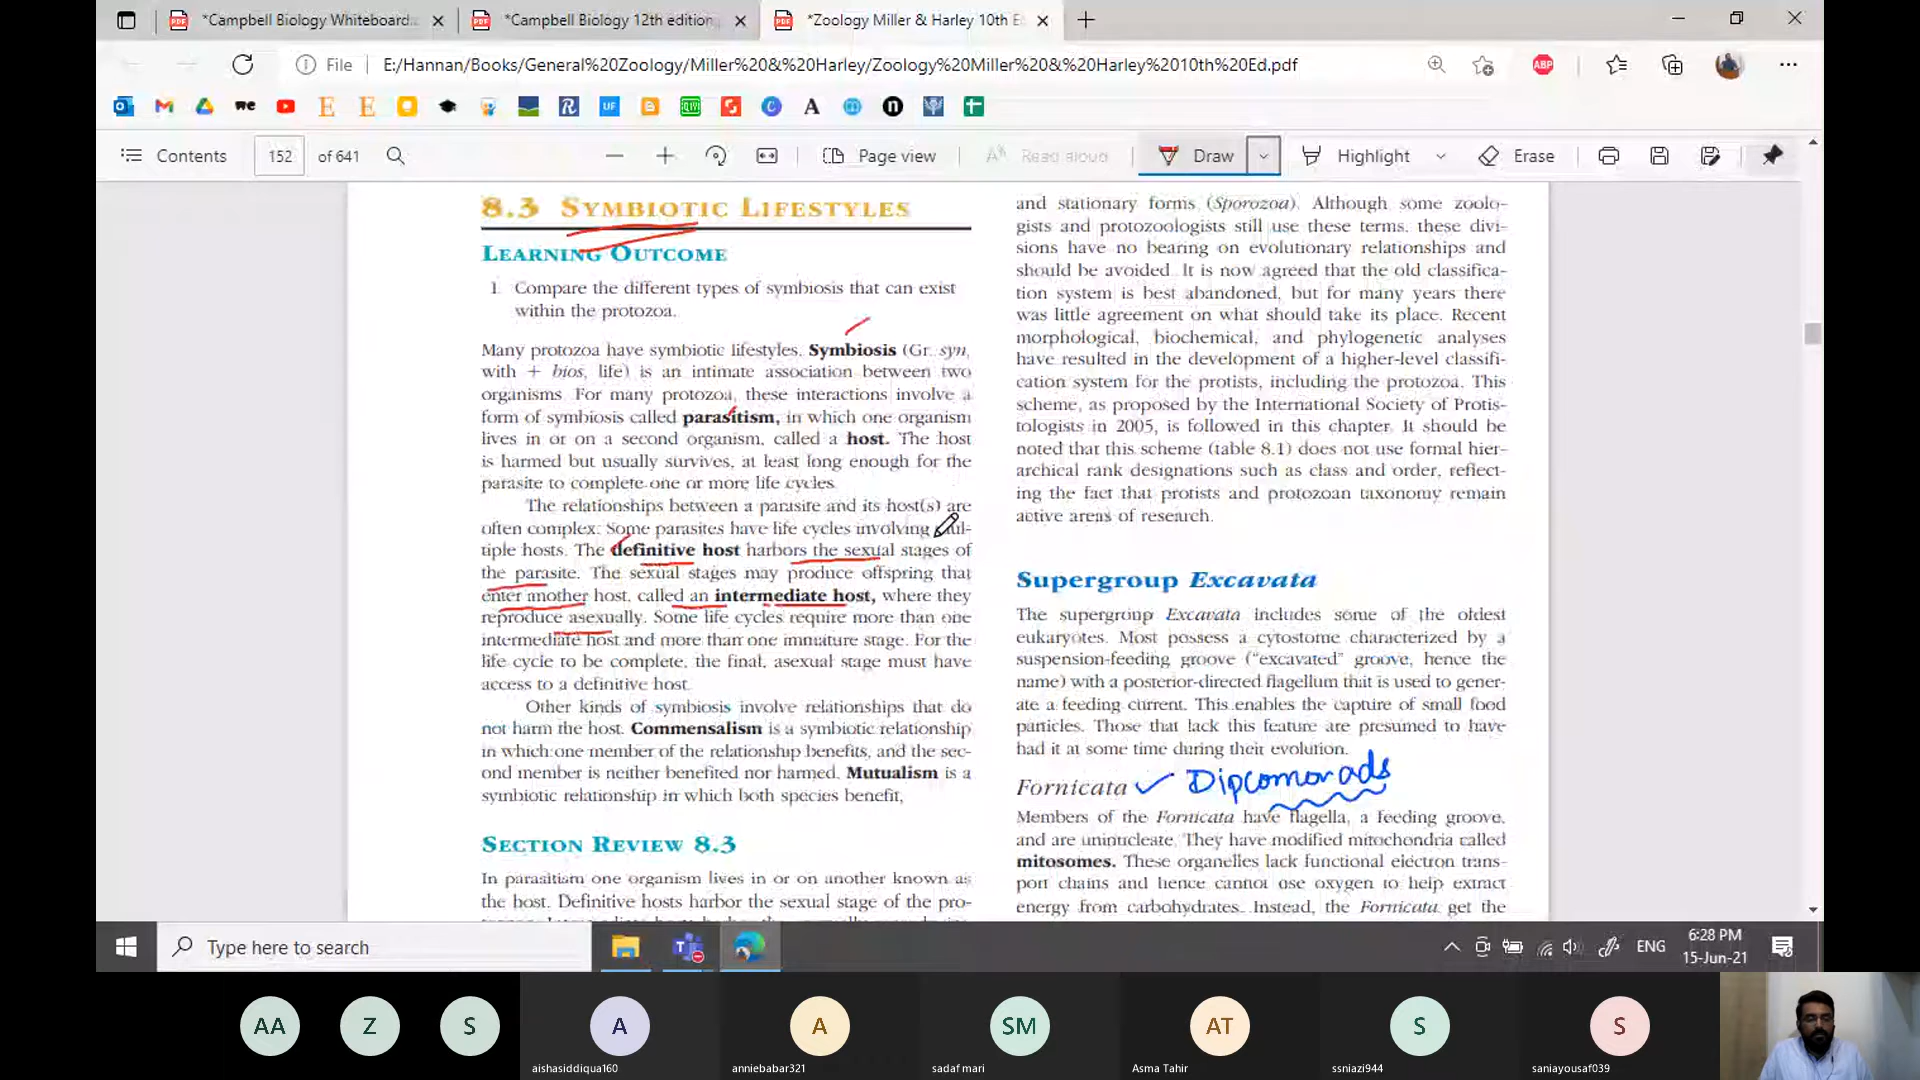 *Campbell Biology Whiteboard
*Campbell Biology 12th edition
*Zoology Miller & Harley 10th E
File
E:/Hannan/Books/General%20Zoology/Miller%20&%20Harley/Zoology%20Miller%20&%20Harley%2010th%20Ed.pdf
ABP
we
UF
Contents
152 of 641
Page view
Read aloud
Draw
Highlight
Erase
8.3 SYMBIOTIC LIFESTYLES
LEARNING OUTCOME
1. Compare the different types of symbiosis that can exist
within the protozoa.
Many protozoa have symbiotic lifestyles. Symbiosis (Gr. syn,
with + bios, life) is an intimate association between two
organisms. For many protozoa, these interactions involve a
form of symbiosis called parasitism, in which one organism
lives in or on a second organism, called a host. The host
is harmed but usually survives, at least long enough for the
parasite to complete one or more life cycles.
The relationships between a parasite and its host(s) are
often complex. Some parasites have life cycles involving mul-
tiple hosts. The definitive host harbors the sexual stages of
the parasite. The sexual stages may produce offspring that
enter another host, called an intermediate host, where they
reproduce asexually. Some life cycles require more than one
intermediate host and more than one immature stage. For the
life cycle to be complete, the final, asexual stage must have
access to a definitive host.
Other kinds of symbiosis involve relationships that do
not harm the host. Commensalism is a symbiotic relationship
in which one member of the relationship benefits, and the sec-
ond member is neither benefited nor harmed. Mutualism is a
symbiotic relationship in which both species benefit,
SECTION REVIEW 8.3
In parasitism one organism lives in or on another known as
the host. Definitive hosts harbor the sexual stage of the pro-
and stationary forms (Sporozoa). Although some zoolo-
gists and protozoologists still use these terms, these divi-
sions have no bearing on evolutionary relationships and
should be avoided. It is now agreed that the old classifica-
tion system is best abandoned, but for many years there
was little agreement on what should take its place. Recent
morphological, biochemical, and phylogenetic analyses
have resulted in the development of a higher-level classifi-
cation system for the protists, including the protozoa. This
scheme, as proposed by the International Society of Protis-
tologists in 2005, is followed in this chapter. It should be
noted that this scheme (table 8.1) does not use formal hier-
archical rank designations such as class and order, reflect-
ing the fact that protists and protozoan taxonomy remain
active areas of research.
Supergroup Excavata
The supergroup Excavata includes some of the oldest
eukaryotes. Most possess a cytostome characterized by a
suspension-feeding groove ("excavated" groove, hence the
name) with a posterior-directed flagellum that is used to gener-
ate a feeding current. This enables the capture of small food
particles. Those that lack this feature are presumed to have
had it at some time during their evolution.
Fornicata Dipcomonads
Members of the Fornicata have flagella, a feeding groove,
and are uninucleate. They have modified mitochondria called
mitosomes. These organelles lack functional electron trans-
port chains and hence cannot use oxygen to help extract
energy from carbohydrates. Instead, the Fornicata get the
Type here to search
ENG
6:28 PM
15-Jun-21
AA
Z
S
A
A
SM
AT
S
S
aishasiddiqua160
anniebabar321
sadaf mari
Asma Tahir
ssniazi944
saniayousaf039